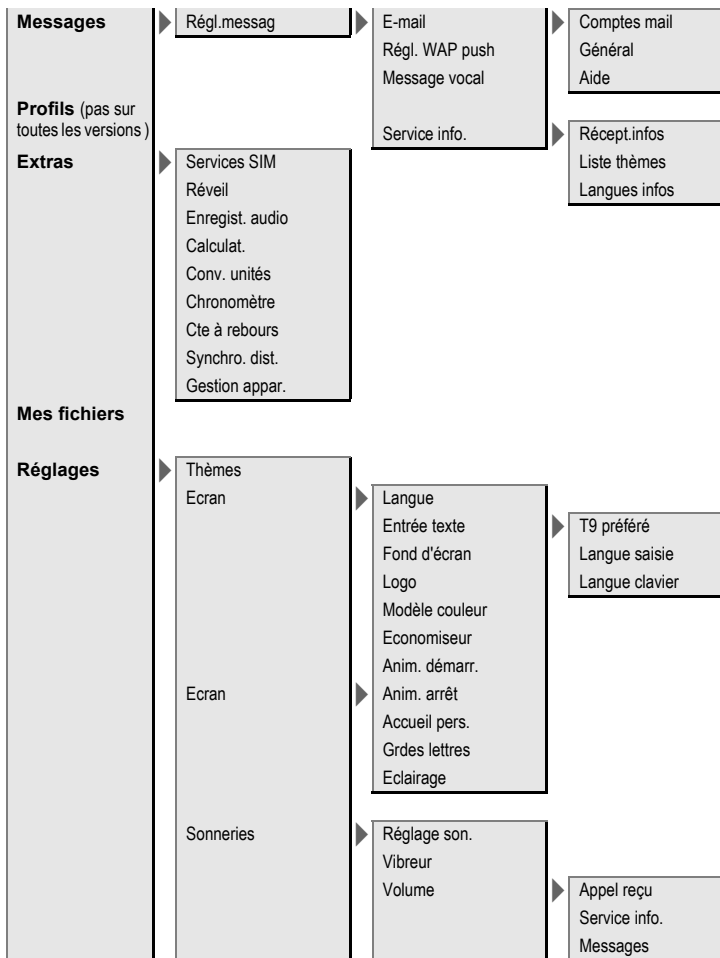 Messages
Régl.messag
E-mail
Comptes mail
Régl. WAP push
Général
Message vocal
Aide
Profils (pas sur
toutes les versions )
Service info.
Récept.infos
Extras
Services SIM
Liste thèmes
Réveil
Langues infos
Enregist. audio
Calculat.
Conv. unités
Chronomètre
Cte à rebours
Synchro. dist.
Gestion appar.
Mes fichiers
Réglages
Thèmes
Ecran
Langue
Entrée texte
T9 préféré
Fond d'écran
Langue saisie
Logo
Langue clavier
Modèle couleur
Economiseur
Anim. démarr.
Ecran
Anim. arrêt
Accueil pers.
Grdes lettres
Eclairage
Sonneries
Réglage son.
Vibreur
Volume
Appel reçu
Service info.
Messages